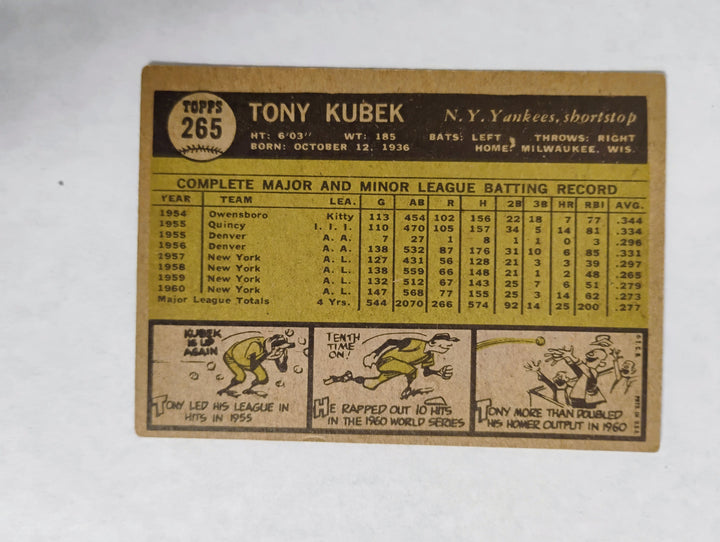 TOPPS
265
TONY KUBEK
N.Y. Yankees, shortstop
HT: 6'03" WT: 185 BATS: LEFT THROWS: RIGHT
BORN: OCTOBER 12, 1936 HOME: MILWAUKEE, WIS.
COMPLETE MAJOR AND MINOR LEAGUE BATTING RECORD
YEAR TEAM LEA. G AB R H 2B 3B HR RBI AVG.
1954 Owensboro Kitty 113 454 102 156 22 18 7 77 .344
1955 Quincy I. I. I. 110 470 105 157 34 5 14 81 .334
1955 Denver A. A. 7 27 1 8 1 1 0 3 .296
1956 Denver A. A. 138 532 87 176 31 10 6 85 .331
1957 New York A. L. 127 431 56 128 21 3 3 39 .297
1958 New York A. L. 138 559 66 148 21 1 2 48 .265
1959 New York A. L. 132 512 67 143 25 7 6 51 .279
1960 New York A. L. 147 568 77 155 25 3 14 62 .273
Major League Totals 4 Yrs. 544 2070 266 574 92 14 25 200 .277
KUBEK
IS UP
AGAIN
TONY LED HIS LEAGUE IN
HITS IN 1955
TENTH
TIME
ON!
HE RAPPED OUT 10 HITS
IN THE 1960 WORLD SERIES
TONY MORE THAN DOUBLED
HIS HOMER OUTPUT IN 1960
©T.C.G. PRTD. IN U.S.A.